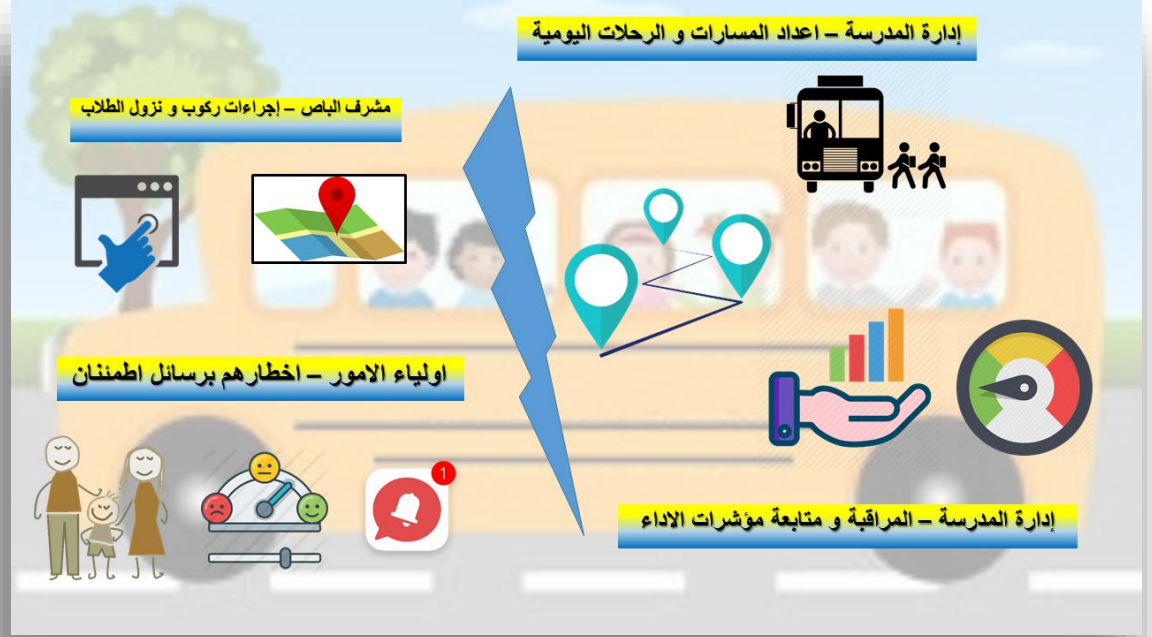 إدارة المدرسة – اعداد المسارات و الرحلات اليومية
مشرف الباص – إجراءات ركوب و نزول الطلاب
اولياء الامور – اخطارهم برسائل اطمئنان
1
إدارة المدرسة – المراقبة و متابعة مؤشرات الاداء